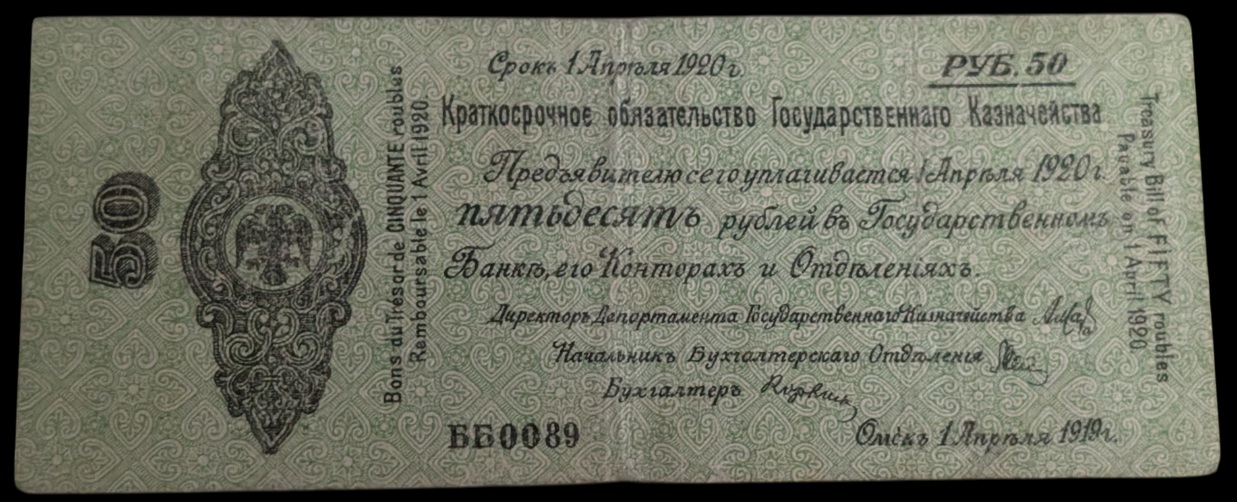 50
Bons du Trésor de CINQUANTE roubles
Remboursable le 1 Avril 1920.
Срокъ 1 Апрѣля 1920 г.
РУБ. 50
Краткосрочное обязательство Государственнаго Казначейства
Предъявителю сего уплачивается 1 Апрѣля 1920 г.
пятьдесятъ рублей въ Государственномъ
Банкѣ, его Конторахъ и Отдѣленіяхъ.
Директоръ Департамента Государственнаго Казначейства
Начальникъ Бухгалтерскаго Отдѣленія
Бухгалтеръ
ББ0089
Омскъ 1 Апрѣля 1919 г.
Treasury Bill of FIFTY roubles
Payable on 1 April 1920